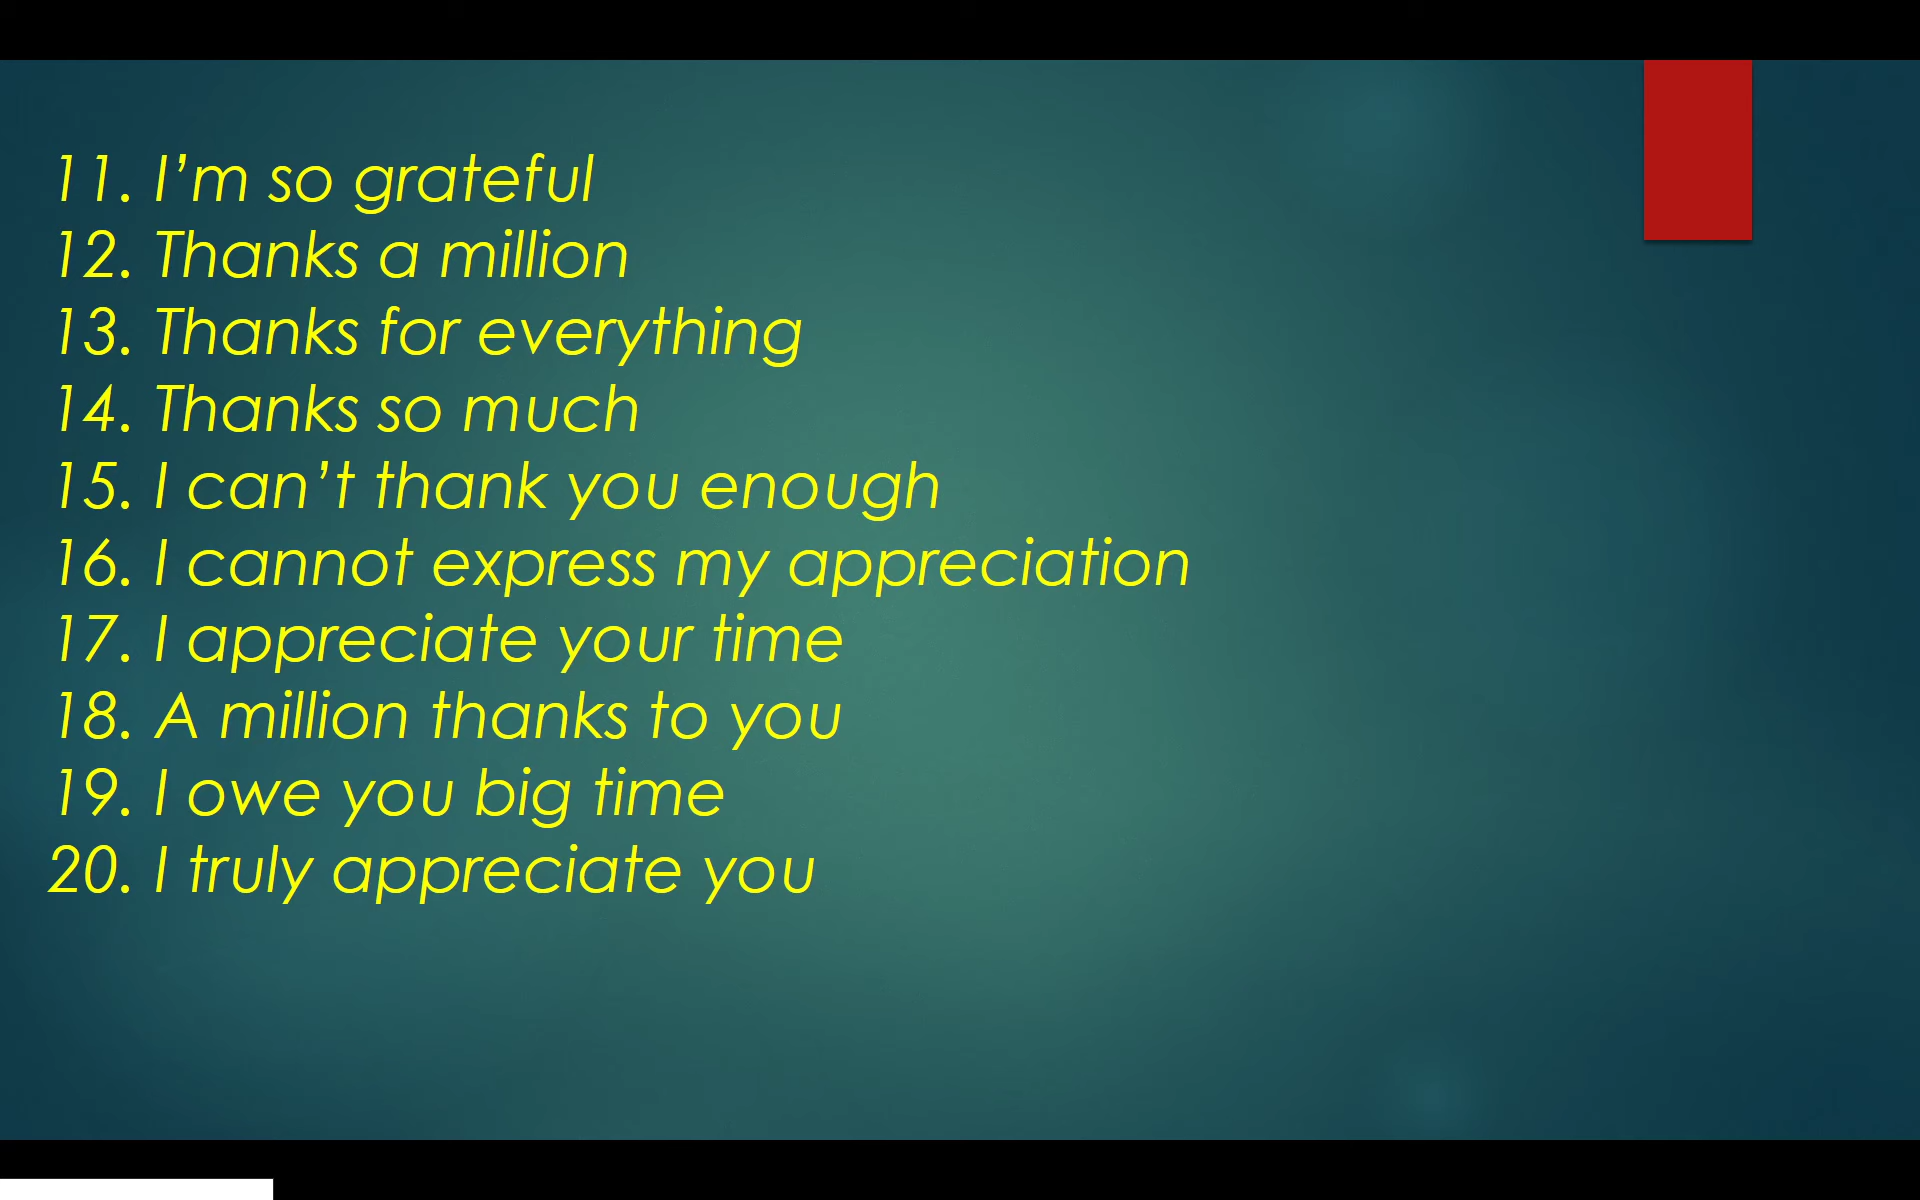 11. I’m so grateful
12. Thanks a million
13. Thanks for everything
14. Thanks so much
15. I can’t thank you enough
16. I cannot express my appreciation
17. I appreciate your time
18. A million thanks to you
19. I owe you big time
20. I truly appreciate you